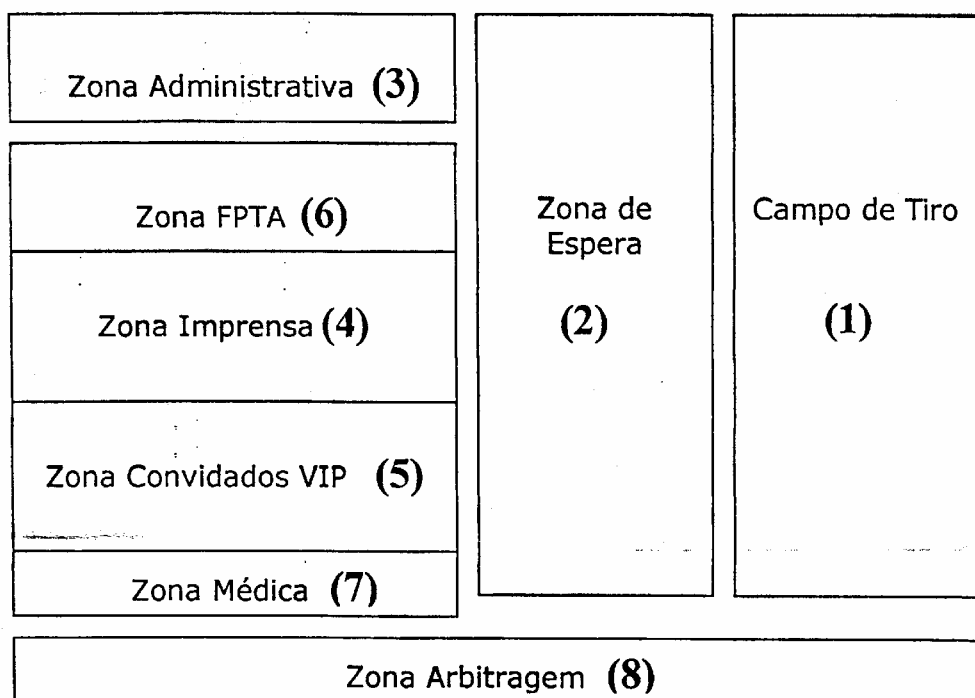 Zona Administrativa (3)
Zona FPTA (6)
Zona Imprensa (4)
Zona Convidados VIP (5)
Zona Médica (7)
Zona de
Espera
(2)
Campo de Tiro
(1)
Zona Arbitragem (8)